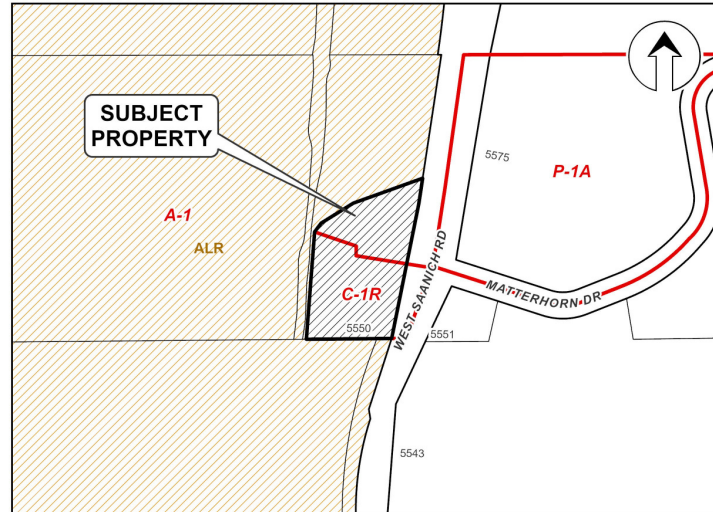 SUBJECT
PROPERTY
5575
P-1A
A-1
ALR
WEST SAANICH RD
MATTERHORN DR
C-1R
5550
5551
5543